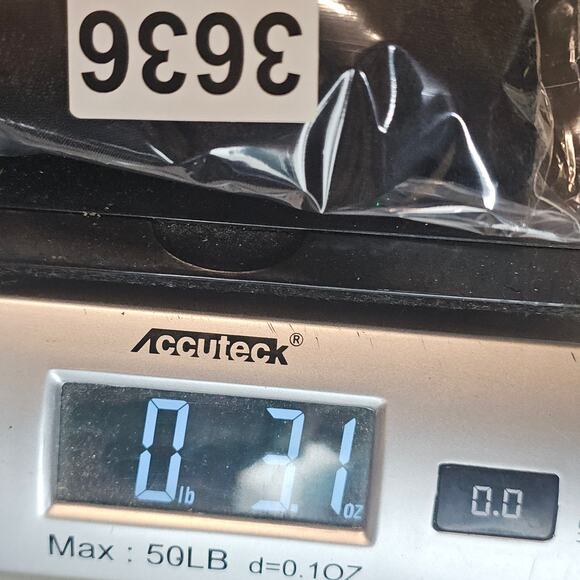 3636
Accuteck®
0 lb 3.1 oz
0.0
Max : 50LB d=0.1OZ